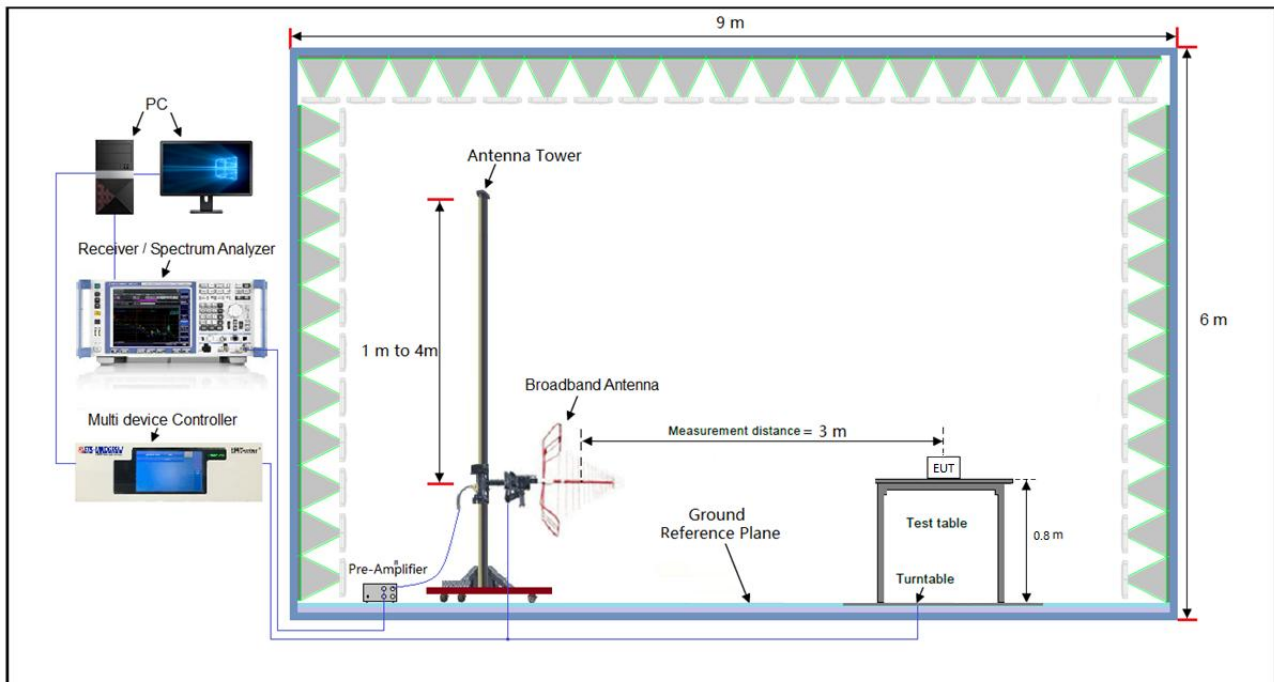 9 m
PC
Antenna Tower
Receiver / Spectrum Analyzer
6 m
1 m to 4m
Broadband Antenna
Multi device Controller
Measurement distance = 3 m
EUT
Ground
Reference Plane
Test table
0.8 m
Pre-Amplifier
Turntable